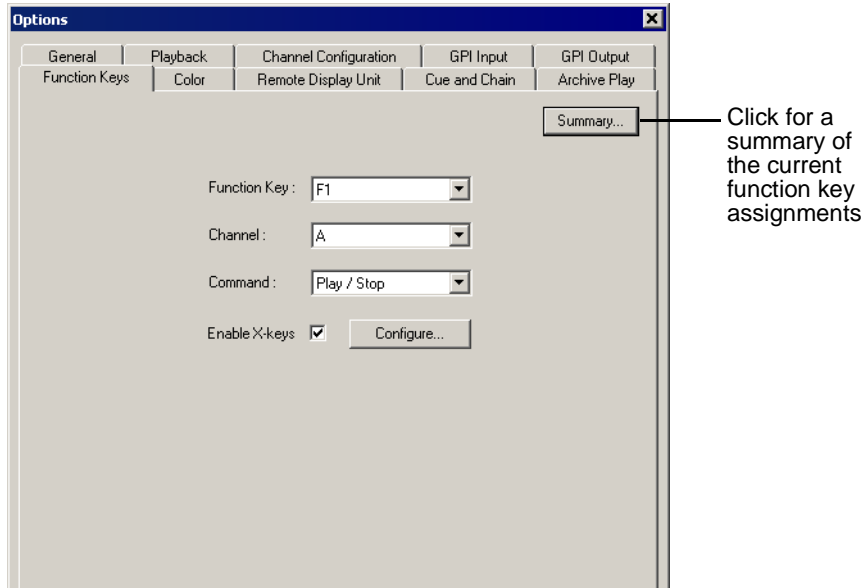 Options
General Playback Channel Configuration GPI Input GPI Output
Function Keys Color Remote Display Unit Cue and Chain Archive Play
Summary...
Click for a
summary of
the current
function key
assignments
Function Key : F1
Channel : A
Command : Play / Stop
Enable X-keys Configure...